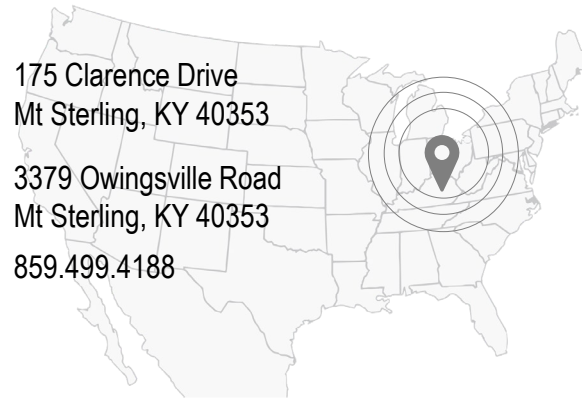 175 Clarence Drive
Mt Sterling, KY 40353
3379 Owingsville Road
Mt Sterling, KY 40353
859.499.4188